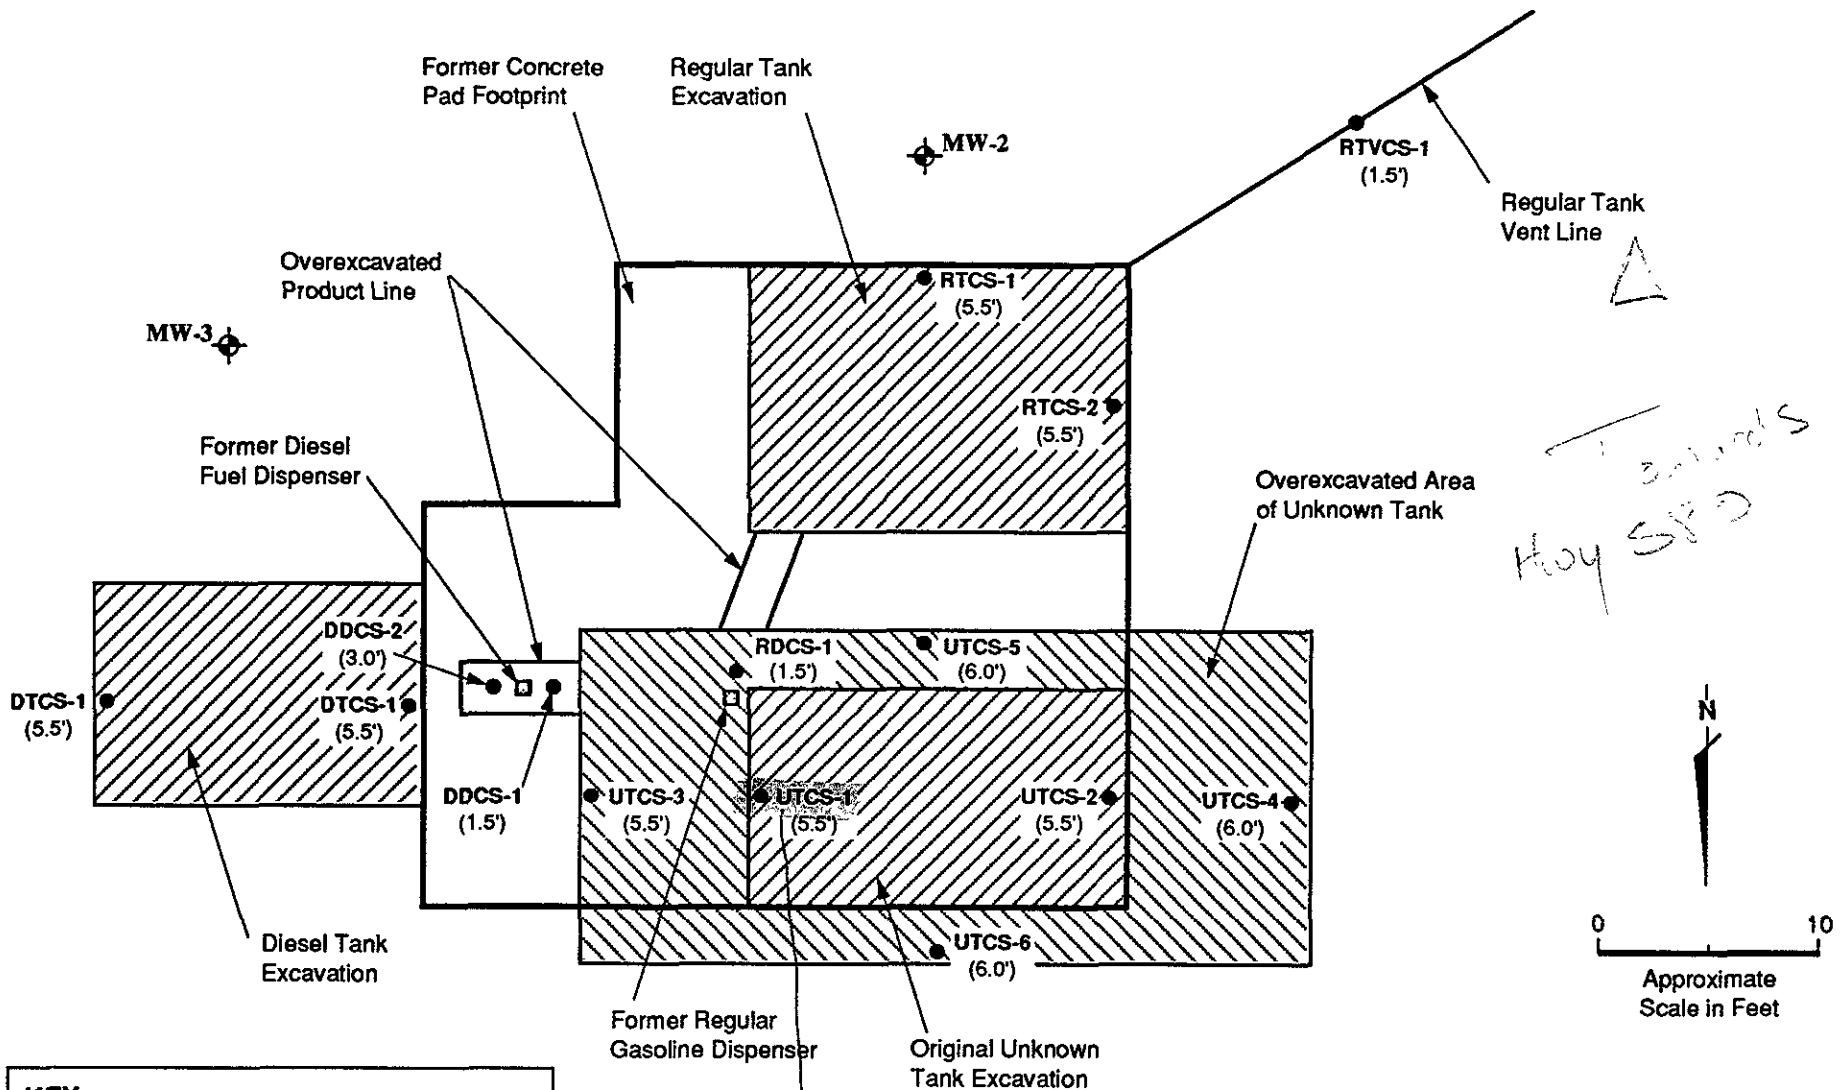 Former Concrete
Pad Footprint
Regular Tank
Excavation
MW-2
RTVCS-1
(1.5')
Regular Tank
Vent Line
Overexcavated
Product Line
RTCS-1
(5.5')
MW-3
RTCS-2
(5.5')
Former Diesel
Fuel Dispenser
Overexcavated Area
of Unknown Tank
Hwy 580
DDCS-2
(3.0')
RDCS-1
(1.5')
UTCS-5
(6.0')
DTCS-1
(5.5')
DTCS-1
(5.5')
N
DDCS-1
(1.5')
UTCS-3
(5.5')
UTCS-1
(5.5')
UTCS-2
(5.5')
UTCS-4
(6.0')
Diesel Tank
Excavation
UTCS-6
(6.0')
0 10
Approximate
Scale in Feet
Former Regular
Gasoline Dispenser
Original Unknown
Tank Excavation